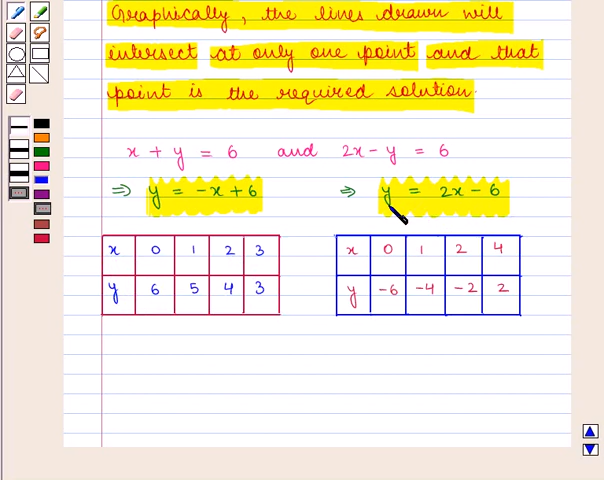 Graphically, the lines drawn will
intersect at only one point and that
point is the required solution.
x + y = 6 and 2x - y = 6
⇒ y = -x + 6 ⇒ y = 2x - 6
x 0 1 2 3 x 0 1 2 4
y 6 5 4 3 y -6 -4 -2 2